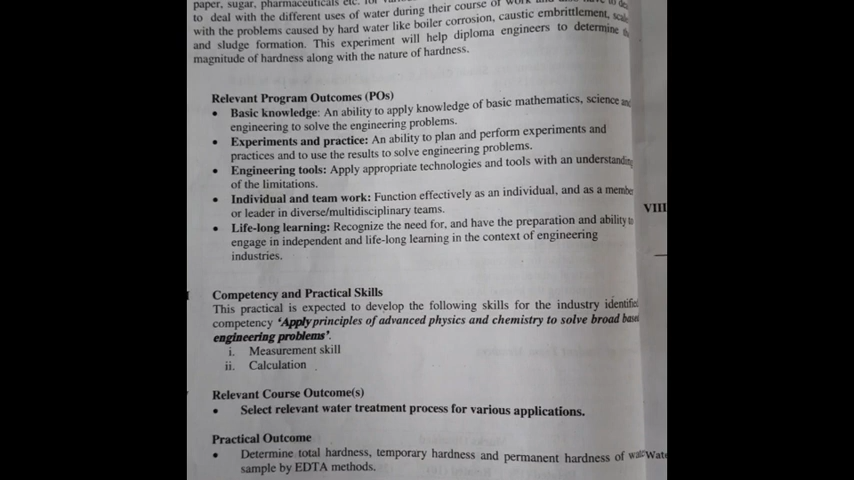 paper, sugar, pharmaceuticals etc. for
to deal with the different uses of water during their course of work and also have to
with the problems caused by hard water like boiler corrosion, caustic embrittlement,
and sludge formation. This experiment will help diploma engineers to determine
magnitude of hardness along with the nature of hardness.
Relevant Program Outcomes (POs)
• Basic knowledge: An ability to apply knowledge of basic mathematics, science and
engineering to solve the engineering problems.
• Experiments and practice: An ability to plan and perform experiments and
practices and to use the results to solve engineering problems.
• Engineering tools: Apply appropriate technologies and tools with an understanding
of the limitations.
• Individual and team work: Function effectively as an individual, and as a membe
or leader in diverse/multidisciplinary teams.
VIII
• Life-long learning: Recognize the need for, and have the preparation and ability to
engage in independent and life-long learning in the context of engineering
industries.
Competency and Practical Skills
This practical is expected to develop the following skills for the industry identifie
competency 'Apply principles of advanced physics and chemistry to solve broad base
engineering problems'.
i. Measurement skill
ii. Calculation
Relevant Course Outcome(s)
• Select relevant water treatment process for various applications.
Practical Outcome
• Determine total hardness, temporary hardness and permanent hardness of wate Wate
sample by EDTA methods.